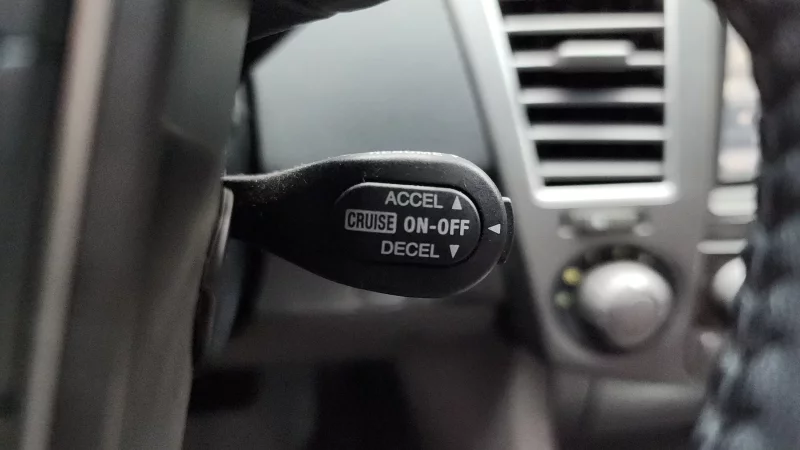 ACCEL ▲
CRUISE ON-OFF ◀
DECEL ▼